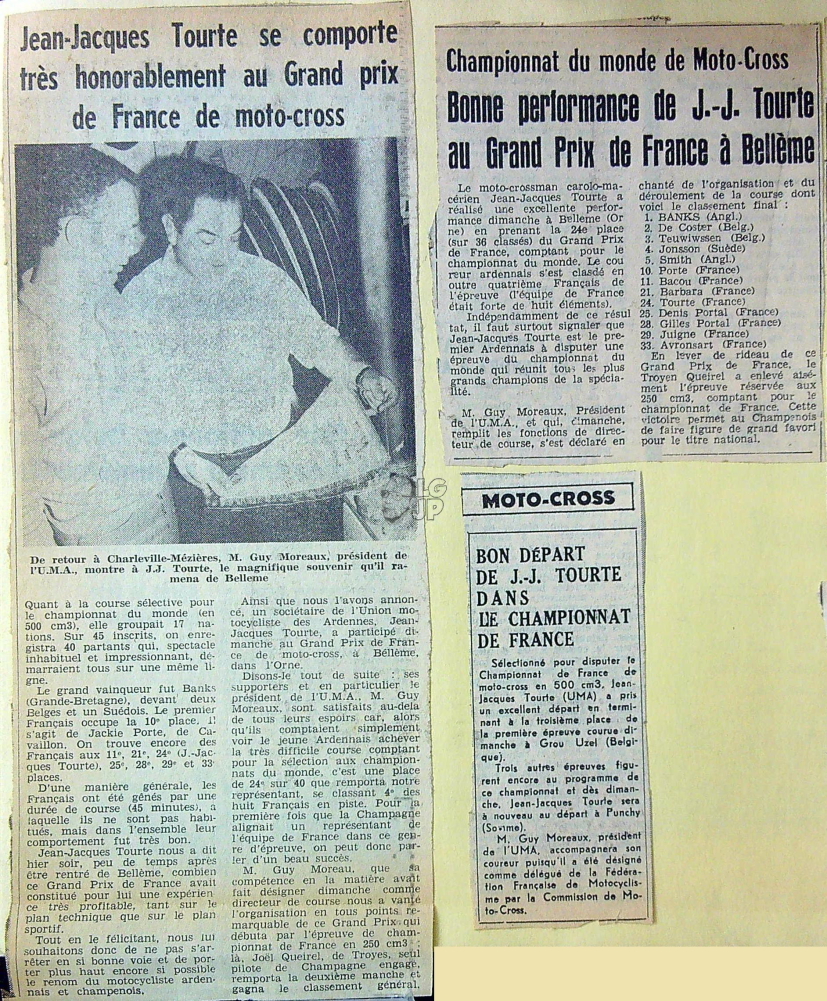 Jean-Jacques Tourte se comporte
très honorablement au Grand prix
de France de moto-cross
De retour à Charleville-Mézières, M. Guy Moreaux, président de
l'U.M.A., montre à J.J. Tourte, le magnifique souvenir qu'il ra-
mena de Belleme
Quant à la course sélective pour
le championnat du monde (en
500 cm3), elle groupait 17 na-
tions. Sur 45 inscrits, on enre-
gistra 40 partants qui, spectacle
inhabituel et impressionnant, dé-
marraient tous sur une même li-
gne.
Le grand vainqueur fut Banks
(Grande-Bretagne), devant deux
Belges et un Suédois. Le premier
Français occupe la 10e place, il
s'agit de Jackie Porte, de Ca-
vaillon. On trouve encore des
Français aux 11e, 21e, 24e (J.-Jac-
ques Tourte), 25e, 28e, 29e et 33e
places.
D'une manière générale, les
Français ont été gênés par une
durée de course (45 minutes), à
laquelle ils ne sont pas habi-
tués, mais dans l'ensemble leur
comportement fut très bon.
Jean-Jacques Tourte nous a dit
hier soir, peu de temps après
être rentré de Bellème, combien
ce Grand Prix de France avait
constitué pour lui une expérien-
ce très profitable, tant sur le
plan technique que sur le plan
sportif.
Tout en le félicitant, nous lui
souhaitons donc de ne pas s'ar-
rêter en si bonne voie et de por-
ter plus haut encore si possible
le renom du motocycliste arden-
nais et champenois.
Ainsi que nous l'avons annon-
cé, un sociétaire de l'Union mo-
tocycliste des Ardennes, Jean-
Jacques Tourte, a participé di-
manche au Grand Prix de Fran-
ce de moto-cross, à Bellême,
dans l'Orne.
Disons-le tout de suite : ses
supporters et en particulier le
président de l'U.M.A., M. Guy
Moreaux, sont satisfaits au-delà
de tous leurs espoirs car, alors
qu'ils comptaient simplement
voir le jeune Ardennais achever
la très difficile course comptant
pour la sélection aux champion-
nats du monde, c'est une place
de 24e sur 40 que remporta notre
représentant, se classant 4e des
huit Français en piste. Pour la
première fois que la Champagne
alignait un représentant de
l'équipe de France dans ce gen-
re d'épreuve, on peut donc par-
ler d'un beau succès.
M. Guy Moreau, que sa
compétence en la matière avait
fait désigner dimanche comme
directeur de course nous a vanté
l'organisation en tous points re-
marquable de ce Grand Prix qui
débuta par l'épreuve de cham-
pionnat de France en 250 cm3 :
là, Joël Queirel, de Troyes, seul
pilote de Champagne engagé,
remporta la deuxième manche et
gagna le classement général.
Championnat du monde de Moto-Cross
Bonne performance de J.-J. Tourte
au Grand Prix de France à Bellème
Le moto-crossman carolo-ma-
cérien Jean-Jacques Tourte a
réalisé une excellente perfor-
mance dimanche à Belleme (Or
ne) en prenant la 24e place
(sur 36 classés) du Grand Prix
de France, comptant pour le
championnat du monde. Le cou
reur ardennais s'est classé en
outre quatrième Français de
l'épreuve (l'équipe de France
était forte de huit éléments).
Indépendamment de ce résul
tat, il faut surtout signaler que
Jean-Jacques Tourte est le pre-
mier Ardennais à disputer une
épreuve du championnat du
monde qui réunit tous les plus
grands champions de la spécia-
lité.
M. Guy Moreaux, Président
de l'U.M.A., et qui, dimanche,
remplit les fonctions de direc-
teur de course, s'est déclaré en
chanté de l'organisation et du
déroulement de la course dont
voici le classement final :
1. BANKS (Angl.)
2. De Coster (Belg.)
3. Teuwiwssen (Belg.)
4. Jonsson (Suède)
5. Smith (Angl.)
10. Porte (France)
11. Bacou (France)
21. Barbara (France)
24. Tourte (France)
25. Denis Portal (France)
28. Gilles Portal (France)
29. Juigne (France)
33. Avronsart (France)
En lever de rideau de ce
Grand Prix de France, le
Troyen Queirel a enlevé aisé-
ment l'épreuve réservée aux
250 cm3, comptant pour le
championnat de France. Cette
victoire permet au Champenois
de faire figure de grand favori
pour le titre national.
MOTO-CROSS
BON DÉPART
DE J.-J. TOURTE
DANS
LE CHAMPIONNAT
DE FRANCE
Sélectionné pour disputer le
Championnat de France de
moto-cross en 500 cm3, Jean-
Jacques Tourte (UMA) a pris
un excellent départ en termi-
nant à la troisième place de
la première épreuve courue di-
manche à Grou Uzel (Belgi-
que).
Trois autres épreuves figu-
rent encore au programme de
ce championnat et dès diman-
che, Jean-Jacques Tourte sera
à nouveau au départ à Punchy
(Somme).
M. Guy Moreaux, président
de l'UMA, accompagnera son
coureur puisqu'il a été désigné
comme délégué de la Fédéra-
tion Française de Motocyclis-
me par la Commission de Mo-
to-Cross.
LG
UP